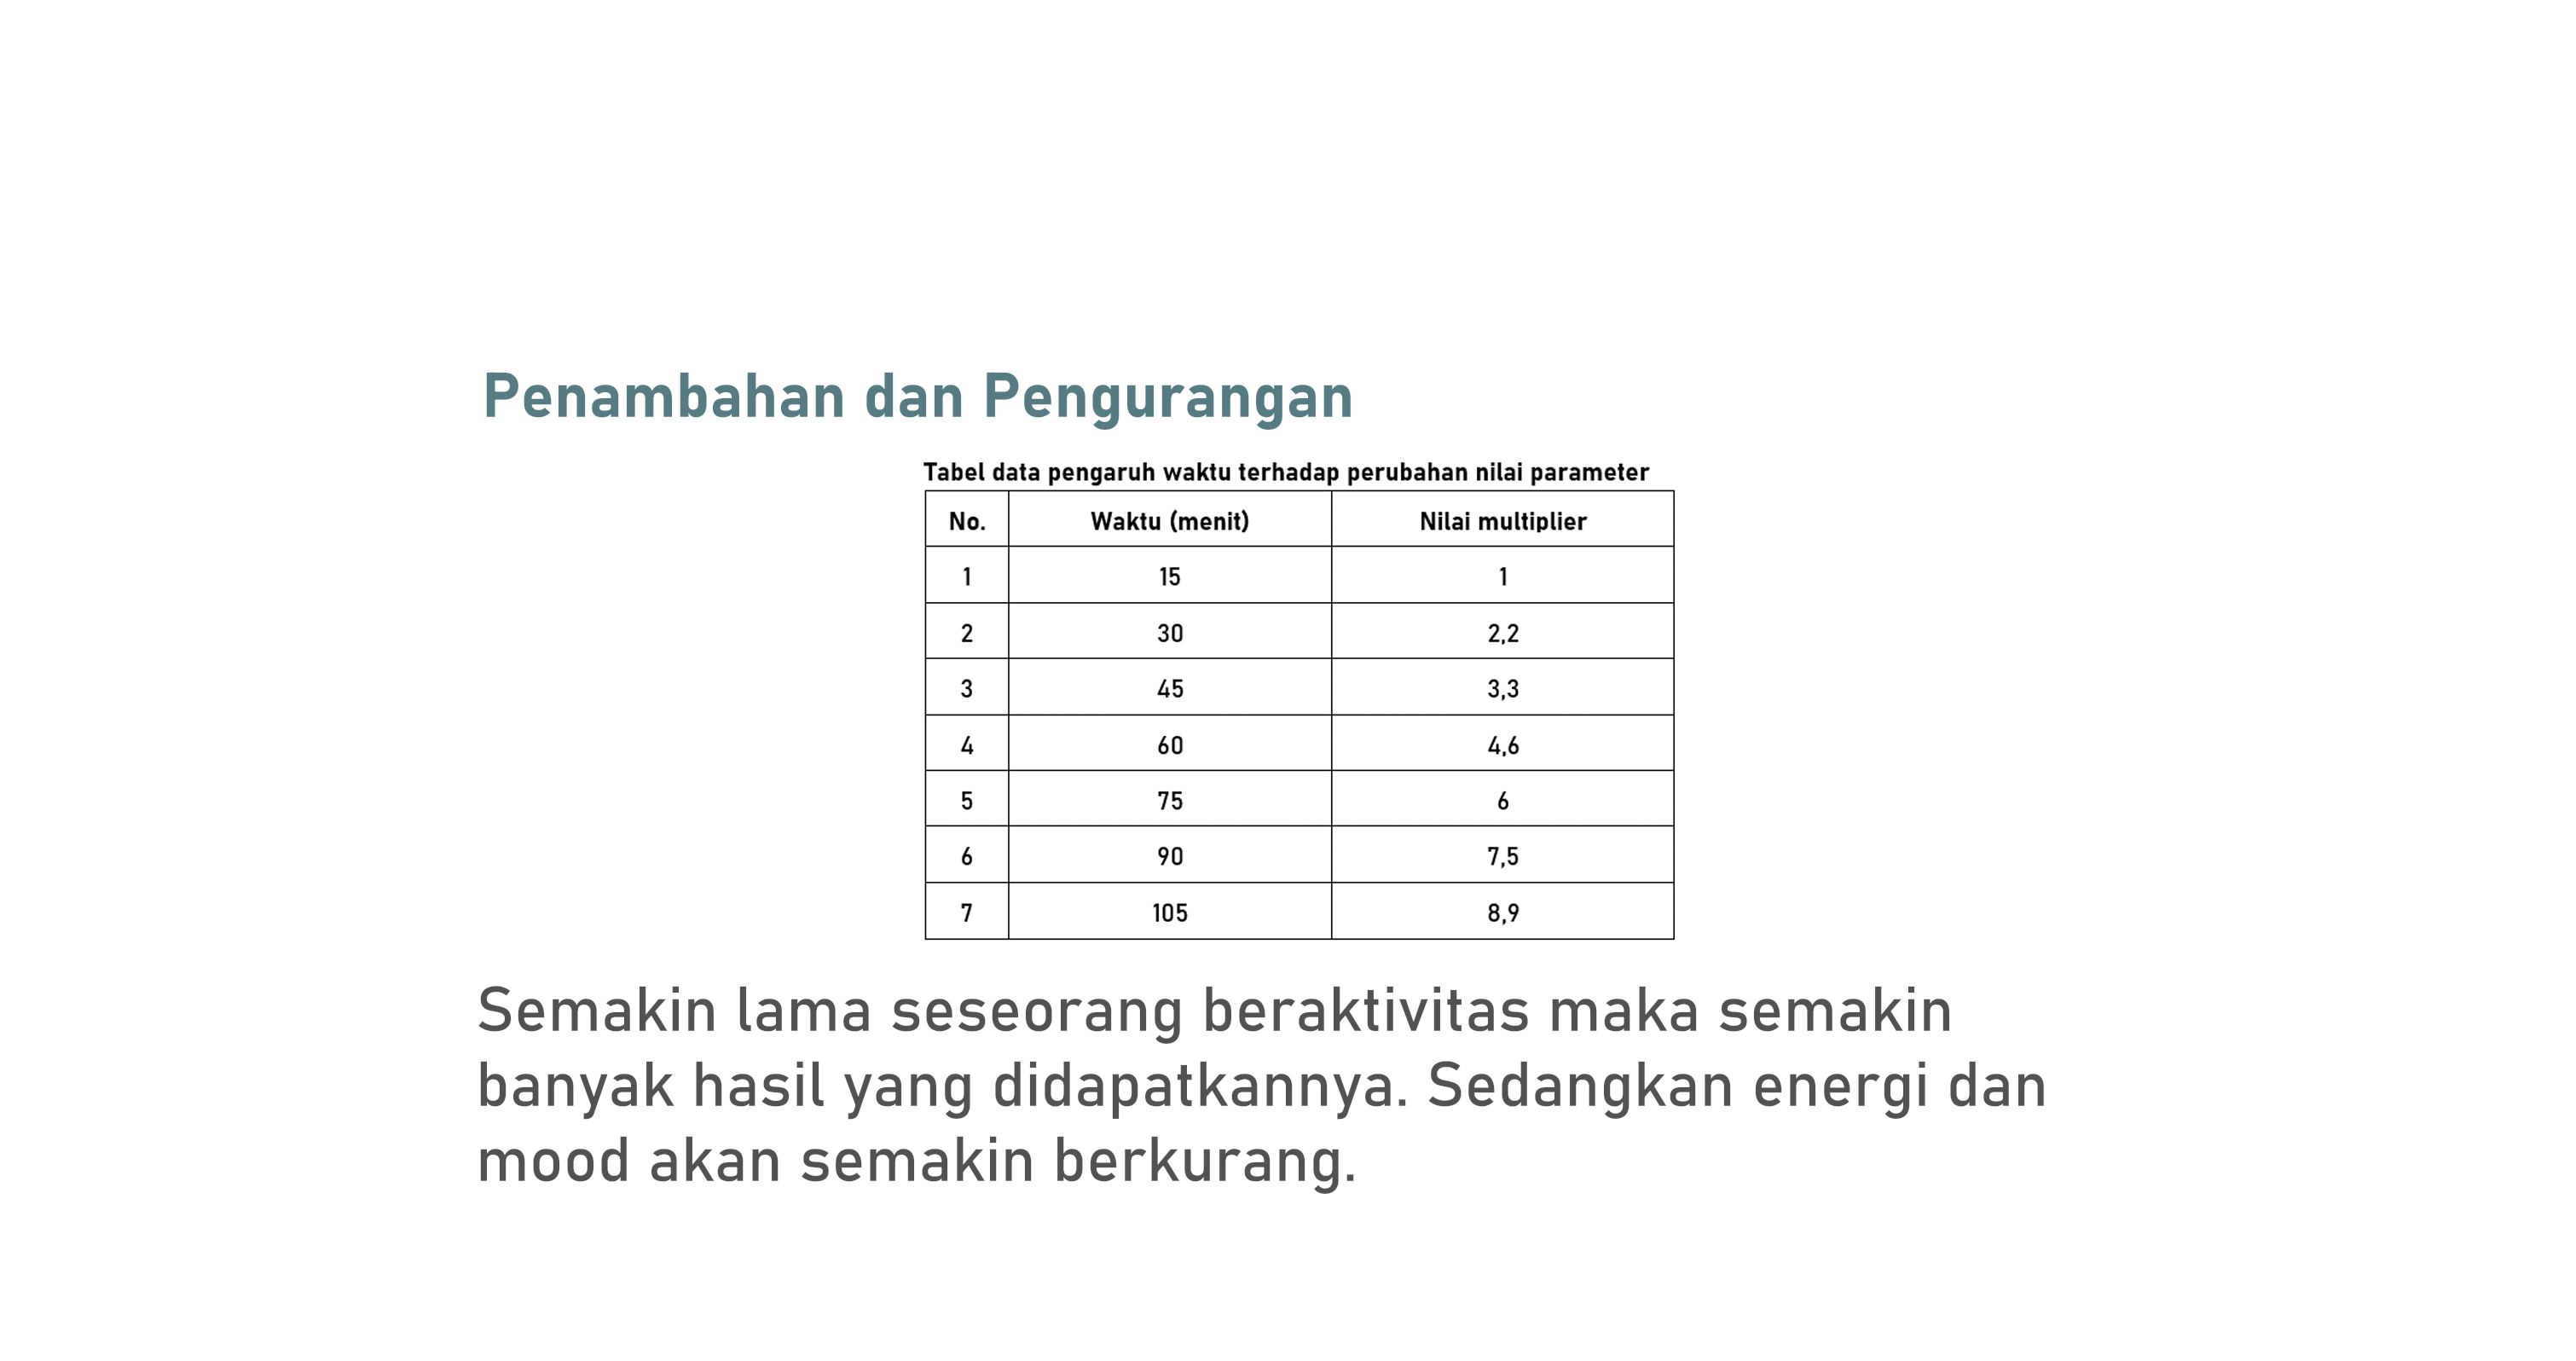 Penambahan dan Pengurangan
Tabel data pengaruh waktu terhadap perubahan nilai parameter
No. Waktu (menit) Nilai multiplier
1 15 1
2 30 2,2
3 45 3,3
4 60 4,6
5 75 6
6 90 7,5
7 105 8,9
Semakin lama seseorang beraktivitas maka semakin
banyak hasil yang didapatkannya. Sedangkan energi dan
mood akan semakin berkurang.